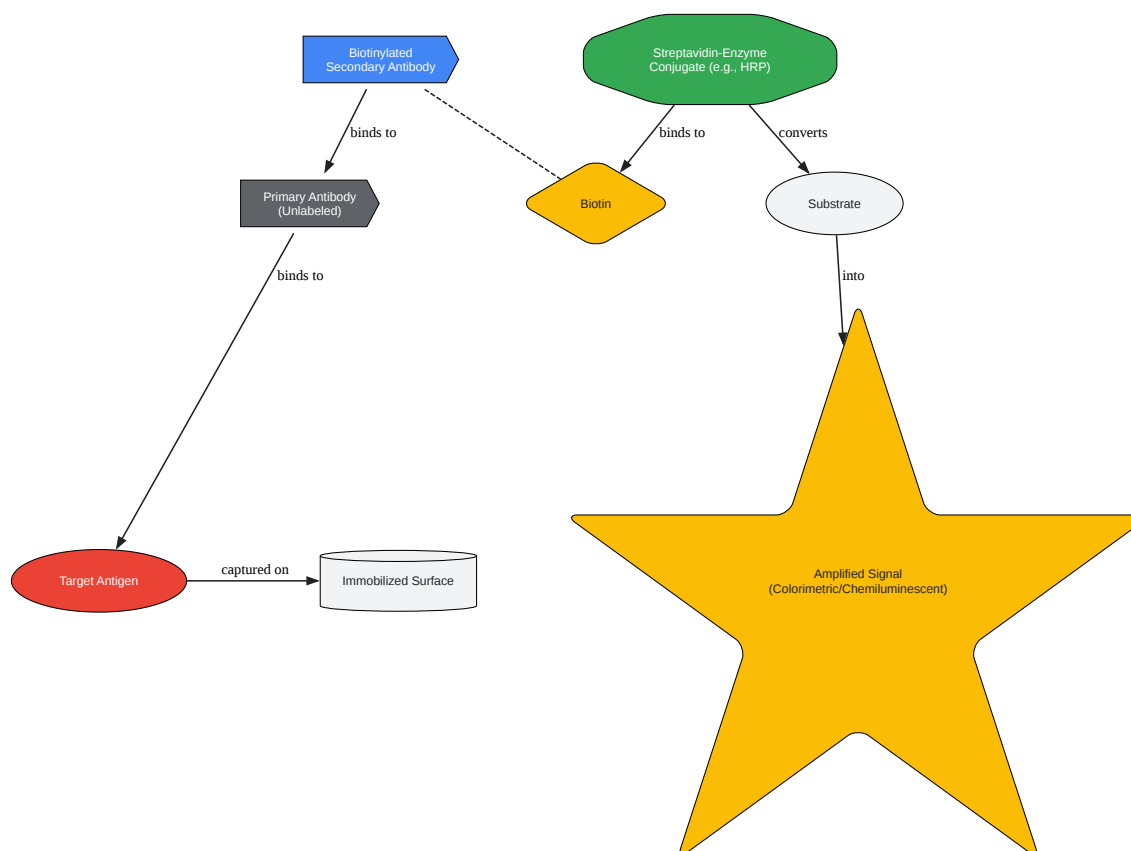 Biotinylated
Secondary Antibody
Streptavidin-Enzyme
Conjugate (e.g., HRP)
binds to
binds to
converts
Primary Antibody
(Unlabeled)
Biotin
Substrate
binds to
into
captured on
Target Antigen
Immobilized Surface
Amplified Signal
(Colorimetric/Chemiluminescent)